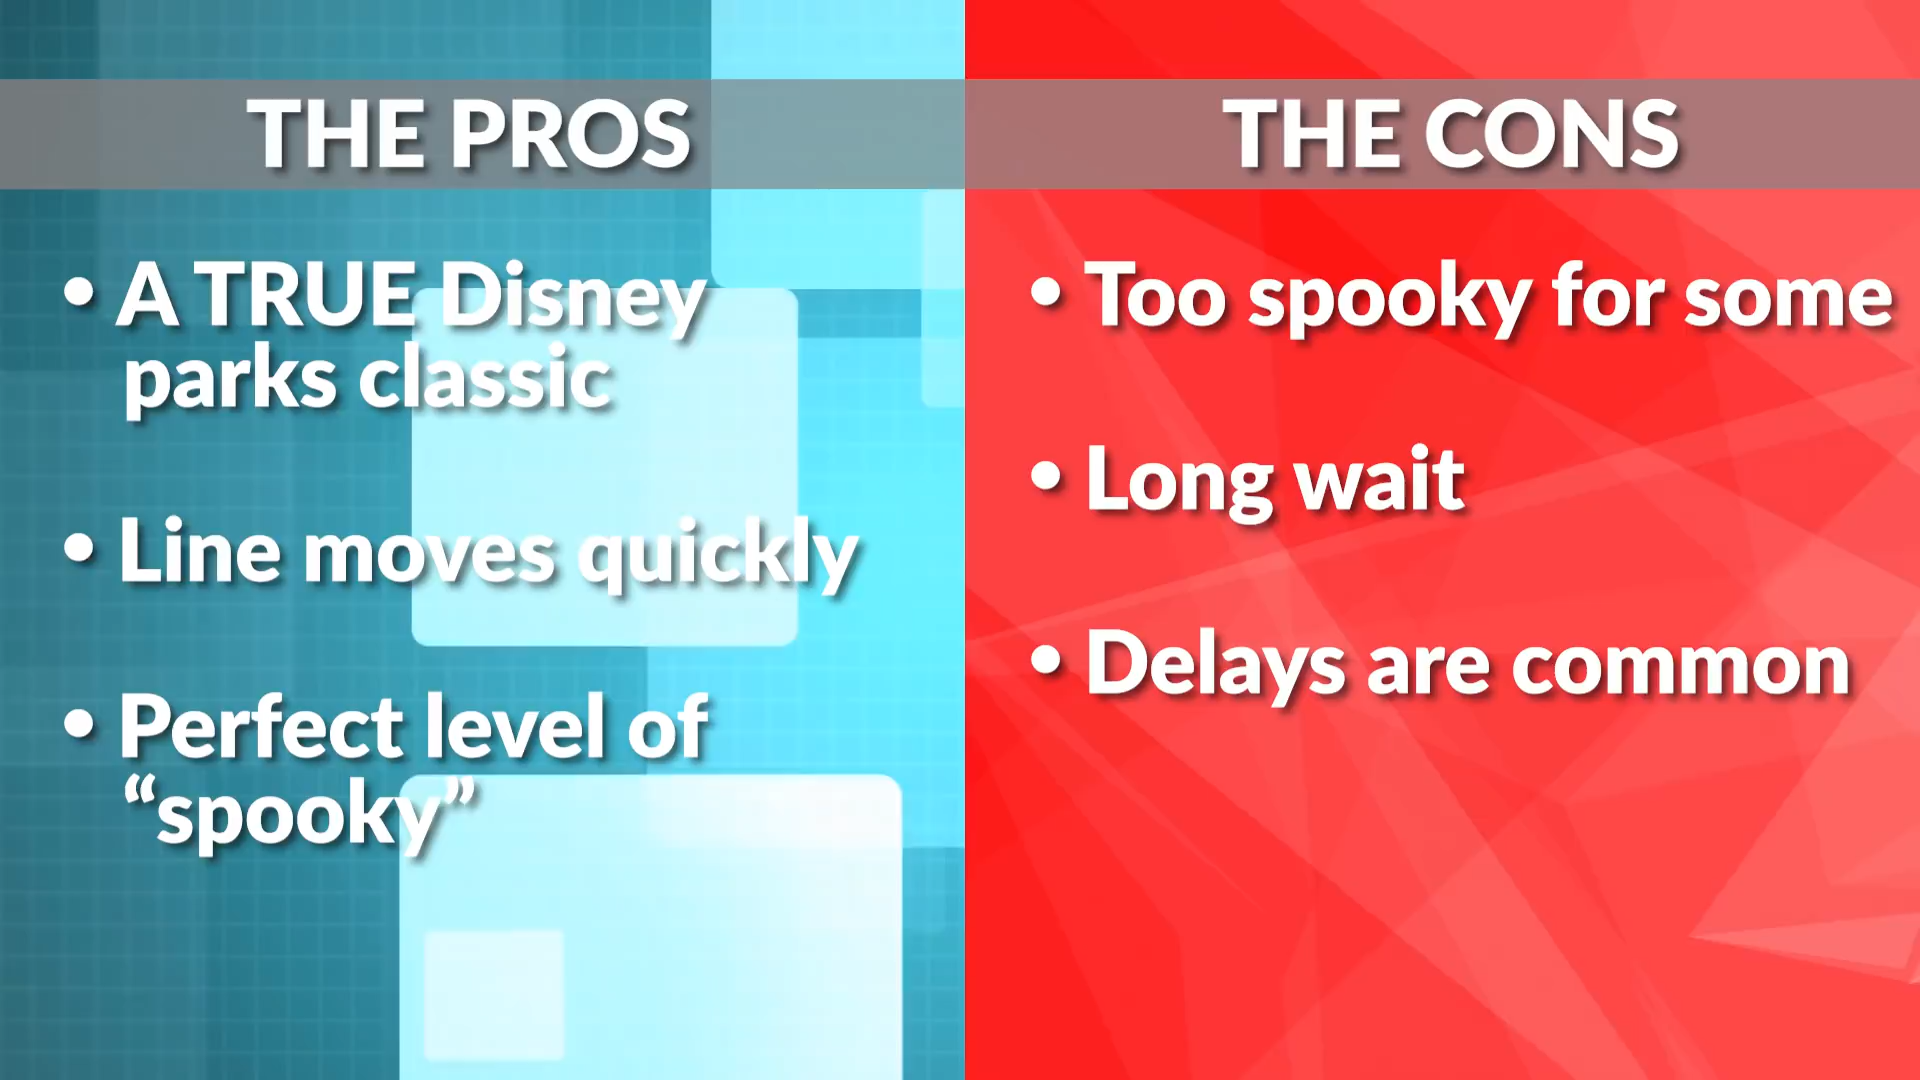 THE PROS
• A TRUE Disney
parks classic
• Line moves quickly
• Perfect level of
“spooky”
THE CONS
• Too spooky for some
• Long wait
• Delays are common